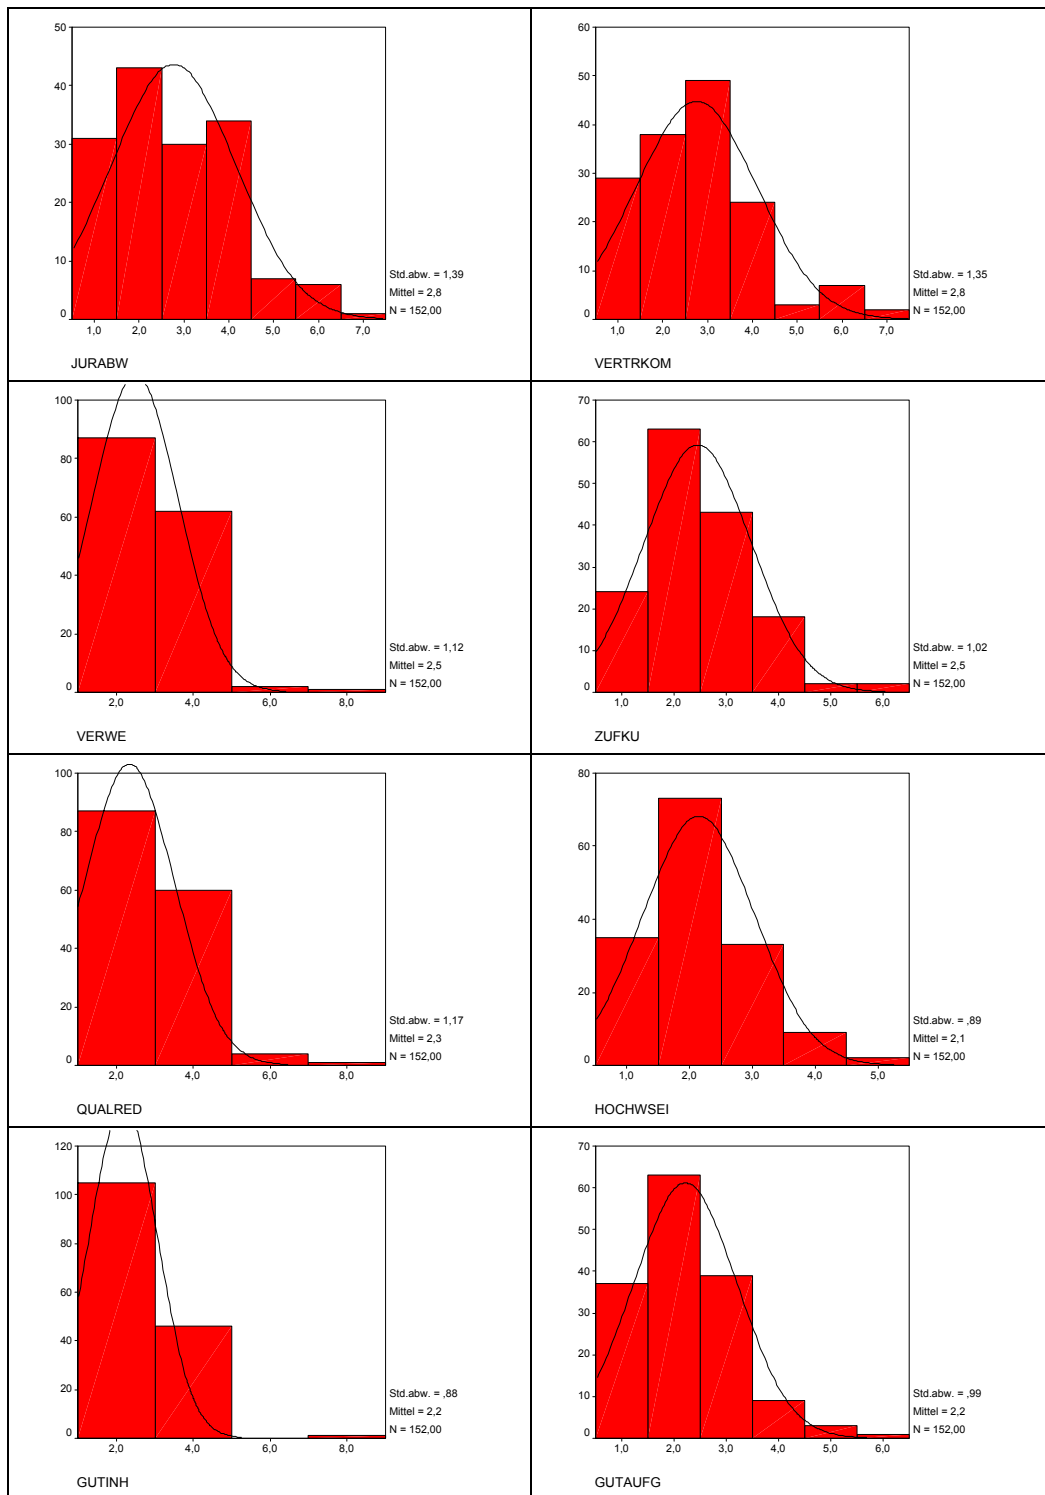 50
40
30
20
10
0
1,0 2,0 3,0 4,0 5,0 6,0 7,0
Std.abw. = 1,39
Mittel = 2,8
N = 152,00
JURABW
60
50
40
30
20
10
0
1,0 2,0 3,0 4,0 5,0 6,0 7,0
Std.abw. = 1,35
Mittel = 2,8
N = 152,00
VERTRKOM
100
80
60
40
20
0
2,0 4,0 6,0 8,0
Std.abw. = 1,12
Mittel = 2,5
N = 152,00
VERWE
70
60
50
40
30
20
10
0
1,0 2,0 3,0 4,0 5,0 6,0
Std.abw. = 1,02
Mittel = 2,5
N = 152,00
ZUFKU
100
80
60
40
20
0
2,0 4,0 6,0 8,0
Std.abw. = 1,17
Mittel = 2,3
N = 152,00
QUALRED
80
60
40
20
0
1,0 2,0 3,0 4,0 5,0
Std.abw. = ,89
Mittel = 2,1
N = 152,00
HOCHWSEI
120
100
80
60
40
20
0
2,0 4,0 6,0 8,0
Std.abw. = ,88
Mittel = 2,2
N = 152,00
GUTINH
70
60
50
40
30
20
10
0
1,0 2,0 3,0 4,0 5,0 6,0
Std.abw. = ,99
Mittel = 2,2
N = 152,00
GUTAUFG